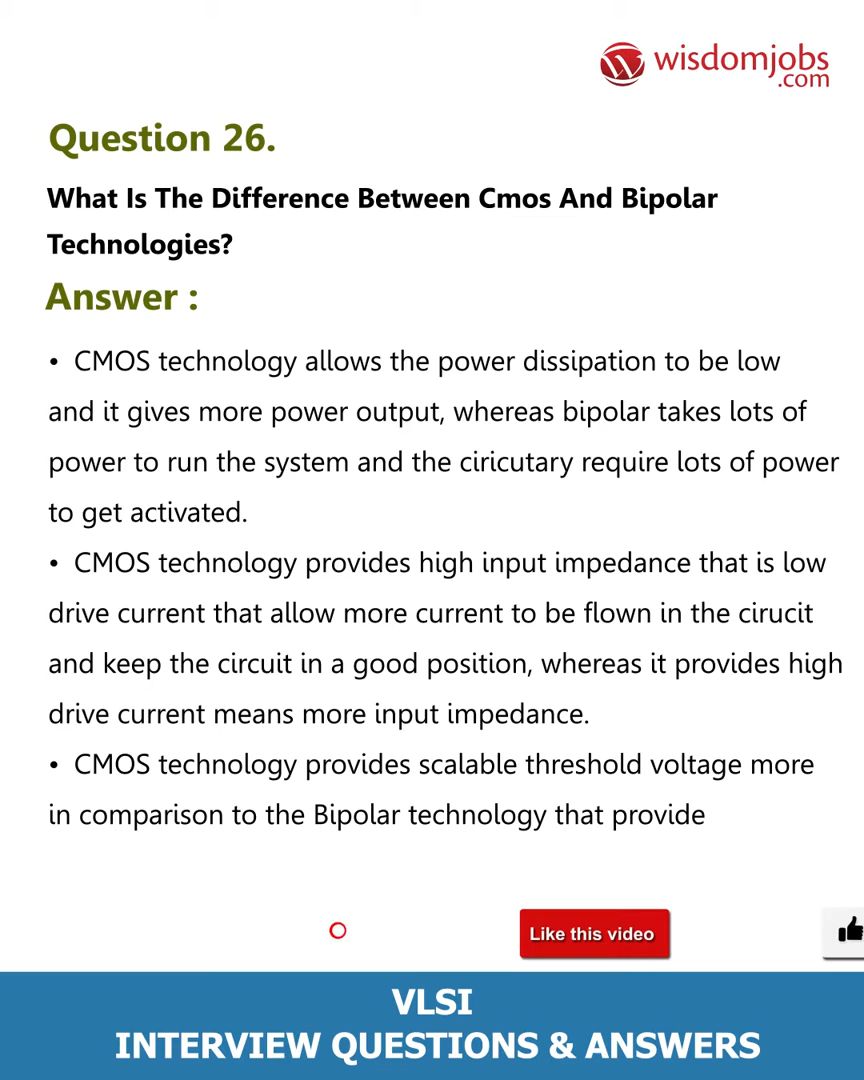 wisdomjobs
.com
Question 26.
What Is The Difference Between Cmos And Bipolar
Technologies?
Answer :
• CMOS technology allows the power dissipation to be low
and it gives more power output, whereas bipolar takes lots of
power to run the system and the ciricutary require lots of power
to get activated.
• CMOS technology provides high input impedance that is low
drive current that allow more current to be flown in the cirucit
and keep the circuit in a good position, whereas it provides high
drive current means more input impedance.
• CMOS technology provides scalable threshold voltage more
in comparison to the Bipolar technology that provide
Like this video
VLSI
INTERVIEW QUESTIONS & ANSWERS